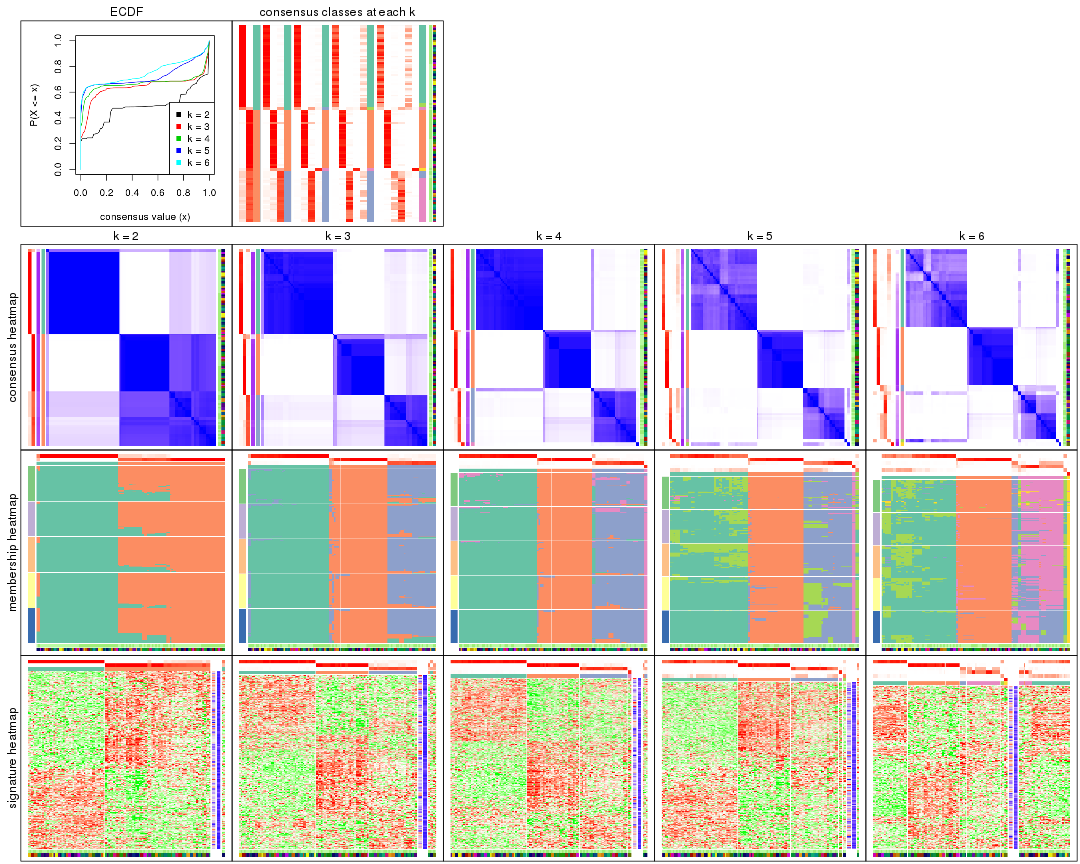 ECDF
consensus classes at each k
P(X <= x)
1.0
0.8
0.6
0.4
0.2
0.0
k = 2
k = 3
k = 4
k = 5
k = 6
0.0 0.2 0.4 0.6 0.8 1.0
consensus value (x)
k = 2 k = 3 k = 4 k = 5 k = 6
consensus heatmap
membership heatmap
signature heatmap